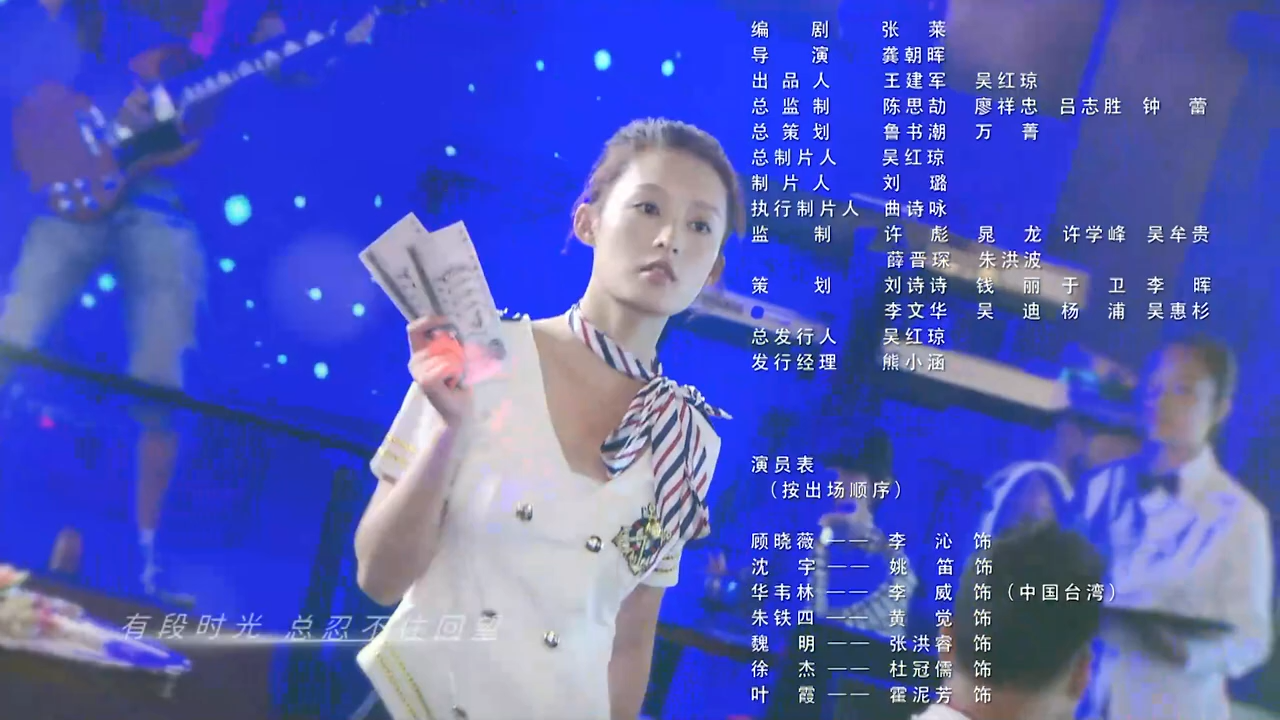 编剧 张莱
导演 龚朝晖
出品人 王建军 吴红琼
总监制 陈思劼 廖祥忠 吕志胜 钟蕾
总策划 鲁书潮 万菁
总制片人 吴红琼
制片人 刘璐
执行制片人 曲诗咏
监制 许彪 晁龙 许学峰 吴牟贵
薛晋琛 朱洪波
策划 刘诗诗 钱丽 于卫 李晖
李文华 吴迪 杨浦 吴惠杉
总发行人 吴红琼
发行经理 熊小涵
演员表
（按出场顺序）
顾晓薇 —— 李沁 饰
沈宇 —— 姚笛 饰
华韦林 —— 李威 饰（中国台湾）
朱铁四 —— 黄觉 饰
魏明 —— 张洪睿 饰
徐杰 —— 杜冠儒 饰
叶霞 —— 霍泥芳 饰
有段时光 总忍不住回望